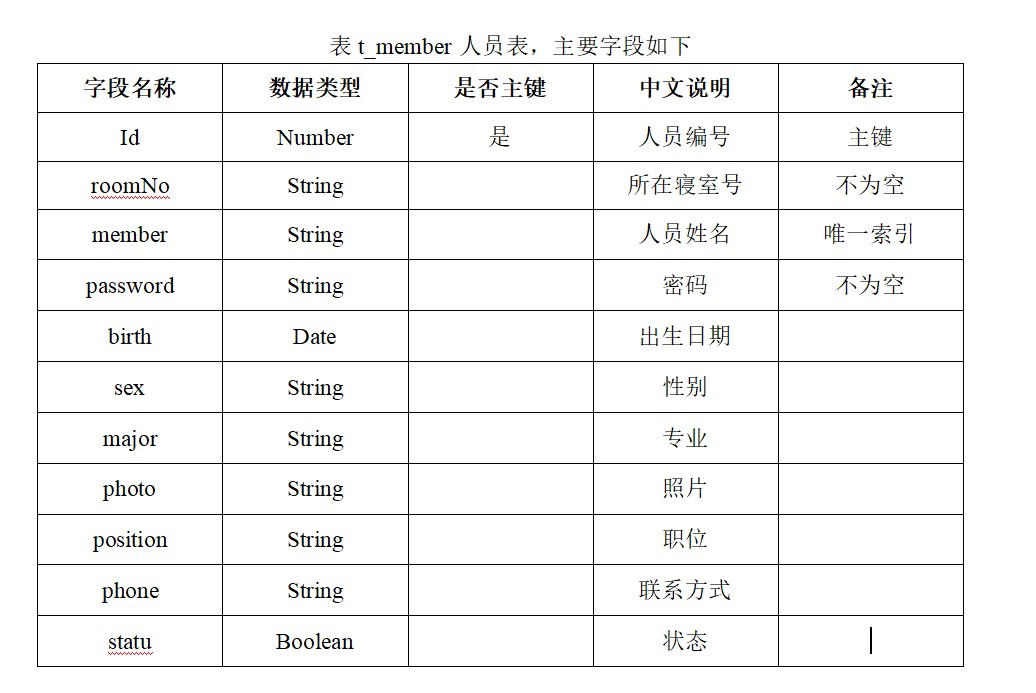 表 t_member 人员表，主要字段如下
字段名称 数据类型 是否主键 中文说明 备注
Id Number 是 人员编号 主键
roomNo String 所在寝室号 不为空
member String 人员姓名 唯一索引
password String 密码 不为空
birth Date 出生日期
sex String 性别
major String 专业
photo String 照片
position String 职位
phone String 联系方式
statu Boolean 状态